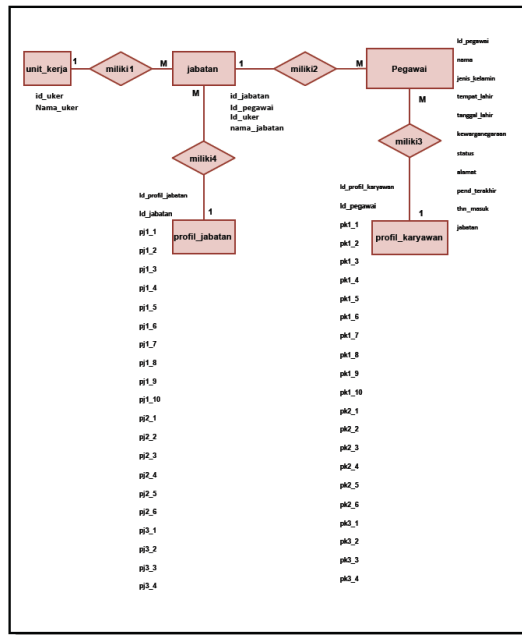 unit_kerja
1
miliki1
M
jabatan
1
miliki2
M
Pegawai
id_uker
Nama_uker
id_jabatan
Id_pegawai
Id_uker
nama_jabatan
Id_pegawai
nama
jenis_kelamin
tempat_lahir
tanggal_lahir
kewarganegaraan
status
alamat
pend_terakhir
thn_masuk
jabatan
M
miliki4
1
profil_jabatan
M
miliki3
1
profil_karyawan
Id_profil_jabatan
Id_jabatan
pj1_1
pj1_2
pj1_3
pj1_4
pj1_5
pj1_6
pj1_7
pj1_8
pj1_9
pj1_10
pj2_1
pj2_2
pj2_3
pj2_4
pj2_5
pj2_6
pj3_1
pj3_2
pj3_3
pj3_4
Id_profil_karyawan
Id_pegawai
pk1_1
pk1_2
pk1_3
pk1_4
pk1_5
pk1_6
pk1_7
pk1_8
pk1_9
pk1_10
pk2_1
pk2_2
pk2_3
pk2_4
pk2_5
pk2_6
pk3_1
pk3_2
pk3_3
pk3_4